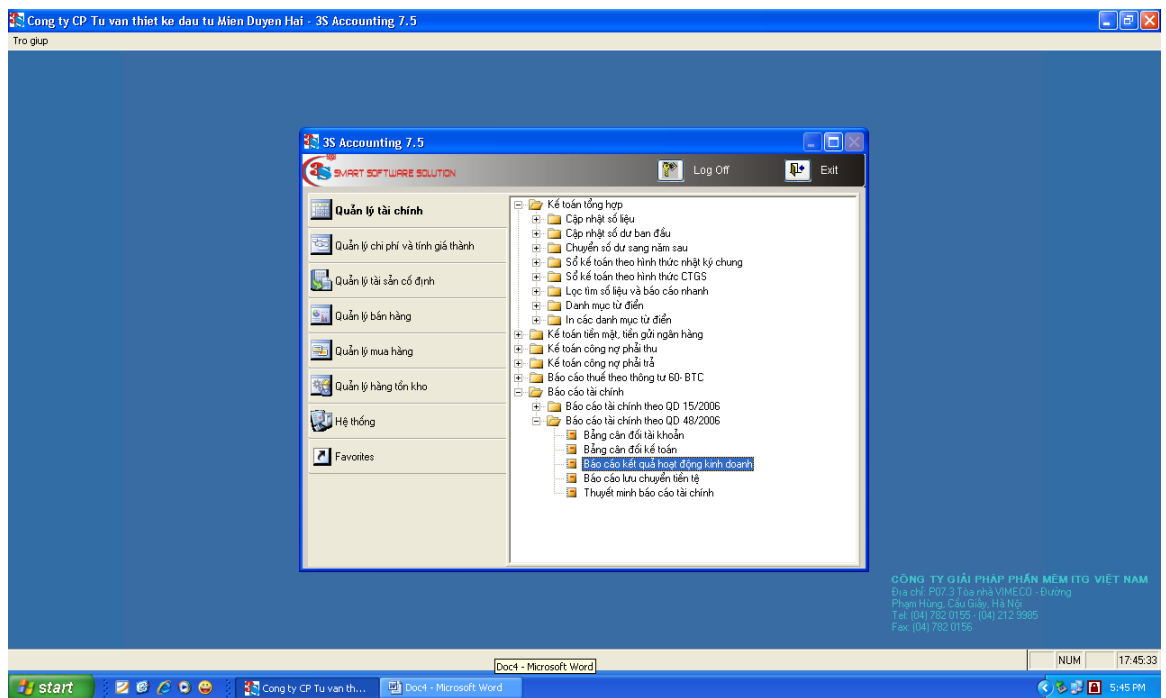 Cong ty CP Tu van thiet ke dau tu Mien Duyen Hai - 3S Accounting 7.5
Tro giup
3S Accounting 7.5
3S SMART SOFTWARE SOLUTION
Log Off
Exit
Quản lý tài chính
Quản lý chi phí và tính giá thành
Quản lý tài sản cố định
Quản lý bán hàng
Quản lý mua hàng
Quản lý hàng tồn kho
Hệ thống
Favorites
Kế toán tổng hợp
Cập nhật số liệu
Cập nhật số dư ban đầu
Chuyển số dư sang năm sau
Sổ kế toán theo hình thức nhật ký chung
Sổ kế toán theo hình thức CTGS
Lọc tìm số liệu và báo cáo nhanh
Danh mục từ điển
In các danh mục từ điển
Kế toán tiền mặt, tiền gửi ngân hàng
Kế toán công nợ phải thu
Kế toán công nợ phải trả
Báo cáo thuế theo thông tư 60- BTC
Báo cáo tài chính
Báo cáo tài chính theo QD 15/2006
Báo cáo tài chính theo QD 48/2006
Bảng cân đối tài khoản
Bảng cân đối kế toán
Báo cáo kết quả hoạt động kinh doanh
Báo cáo lưu chuyển tiền tệ
Thuyết minh báo cáo tài chính
CÔNG TY GIẢI PHÁP PHẦN MỀM ITG VIỆT NAM
Địa chỉ: P07.3 Tòa nhà VIMECO - Đường
Phạm Hùng, Cầu Giấy, Hà Nội
Tel: (04) 782 0155 - (04) 212 9985
Fax: (04) 782 0156
Doc4 - Microsoft Word
NUM
17:45:33
start
Cong ty CP Tu van th...
Doc4 - Microsoft Word
5:45 PM